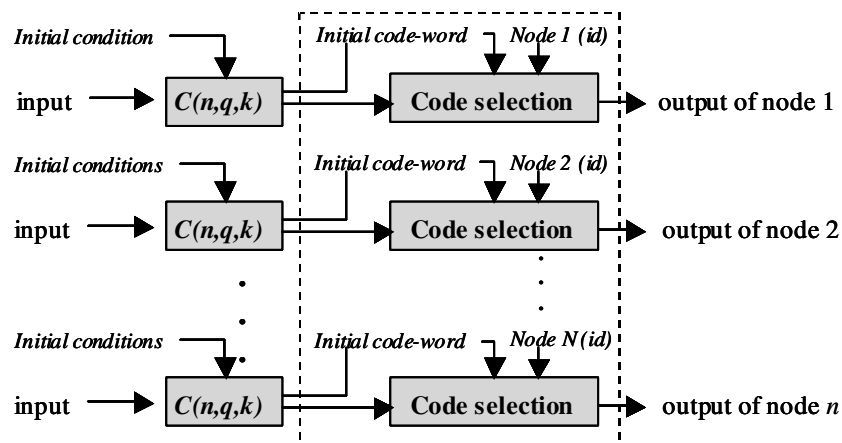 Initial condition Initial code-word Node 1 (id)
input C(n,q,k) Code selection output of node 1
Initial conditions Initial code-word Node 2 (id)
input C(n,q,k) Code selection output of node 2
Initial conditions Initial code-word Node N (id)
input C(n,q,k) Code selection output of node n